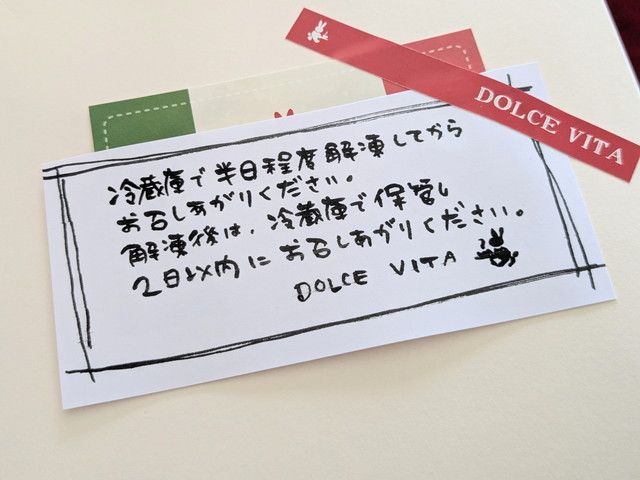 DOLCE VITA
冷蔵庫で半日程度解凍してから
お召しあがりください。
解凍後は、冷蔵庫で保管し
2日以内にお召しあがりください。
DOLCE VITA